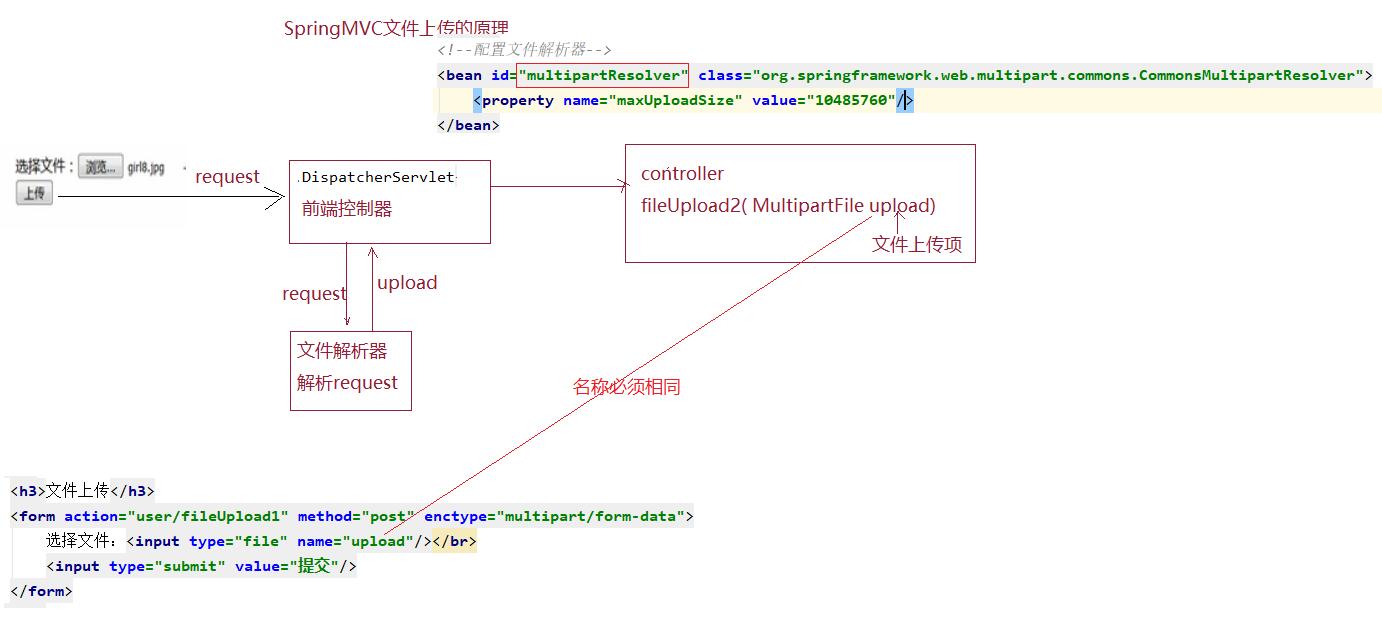 SpringMVC文件上传的原理
<!--配置文件解析器-->
<bean id="multipartResolver" class="org.springframework.web.multipart.commons.CommonsMultipartResolver">
<property name="maxUploadSize" value="10485760"/>
</bean>
选择文件：浏览... girl8.jpg
上传
request
.DispatcherServlet
前端控制器
controller
fileUpload2( MultipartFile upload)
文件上传项
request
upload
文件解析器
解析request
名称必须相同
<h3>文件上传</h3>
<form action="user/fileUpload1" method="post" enctype="multipart/form-data">
选择文件：<input type="file" name="upload"/></br>
<input type="submit" value="提交"/>
</form>